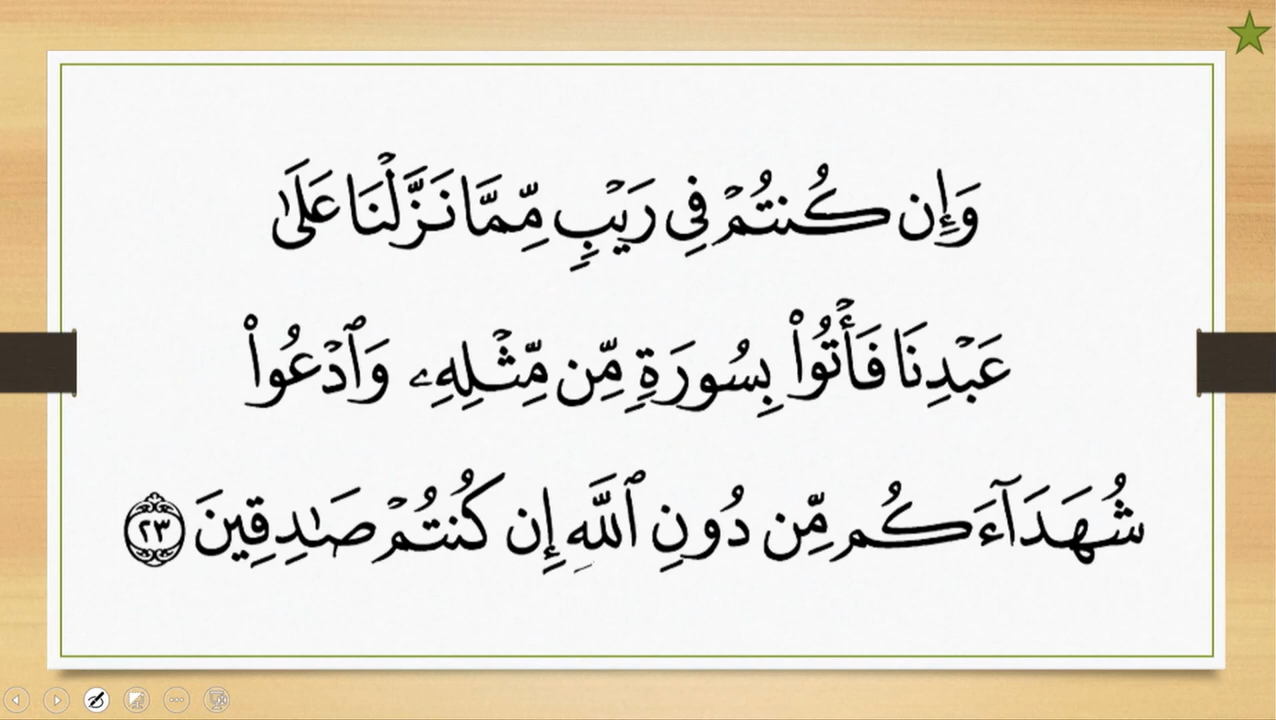 وَإِن كُنتُمۡ فِي رَيۡبٖ مِّمَّا نَزَّلۡنَا عَلَىٰ
عَبۡدِنَا فَأۡتُواْ بِسُورَةٖ مِّن مِّثۡلِهِۦ وَٱدۡعُواْ
شُهَدَآءَكُم مِّن دُونِ ٱللَّهِ إِن كُنتُمۡ صَٰدِقِينَ ٢٣